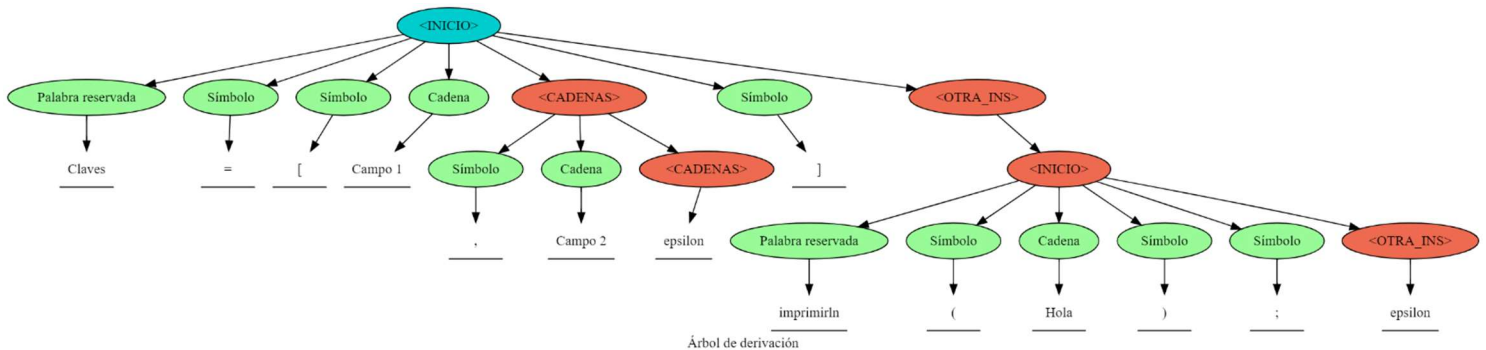 <INICIO>
Palabra reservada Símbolo Símbolo Cadena <CADENAS> Símbolo <OTRA_INS>
Claves = [ Campo 1 Símbolo Cadena <CADENAS> ] <INICIO>
, Campo 2 epsilon Palabra reservada Símbolo Cadena Símbolo Símbolo <OTRA_INS>
imprimirln ( Hola ) ; epsilon
Árbol de derivación